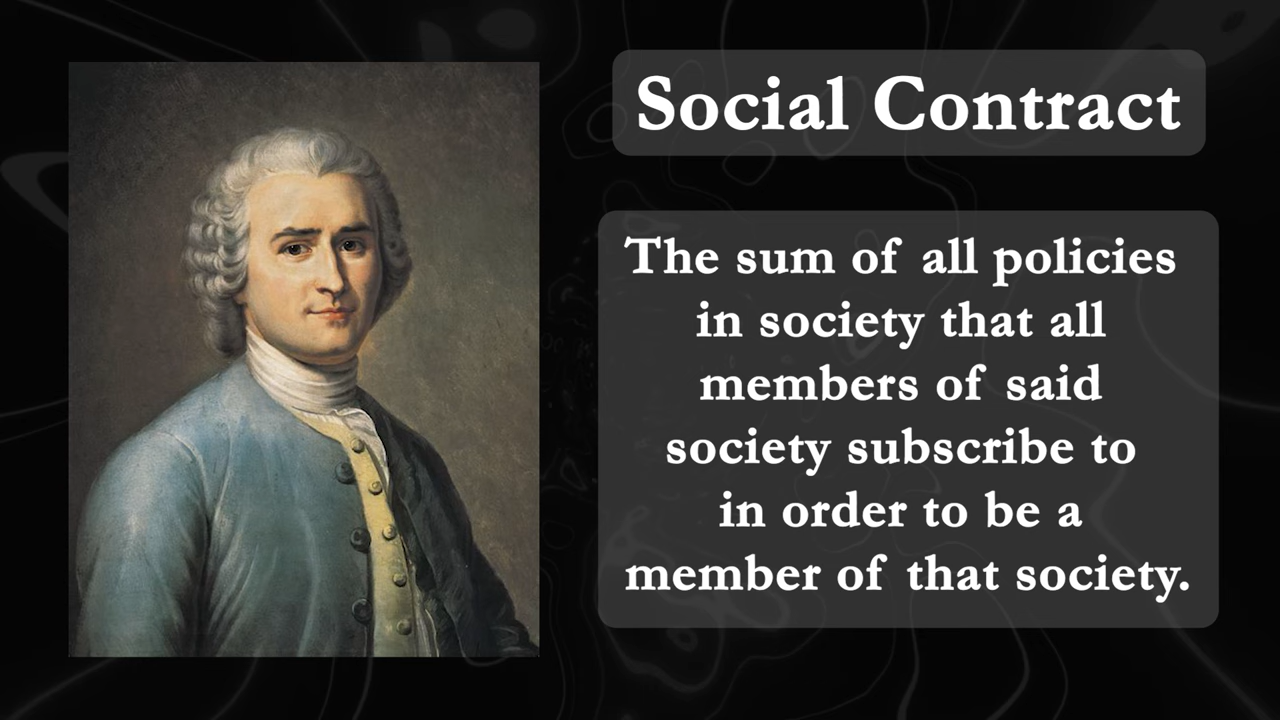 Social Contract
The sum of all policies
in society that all
members of said
society subscribe to
in order to be a
member of that society.